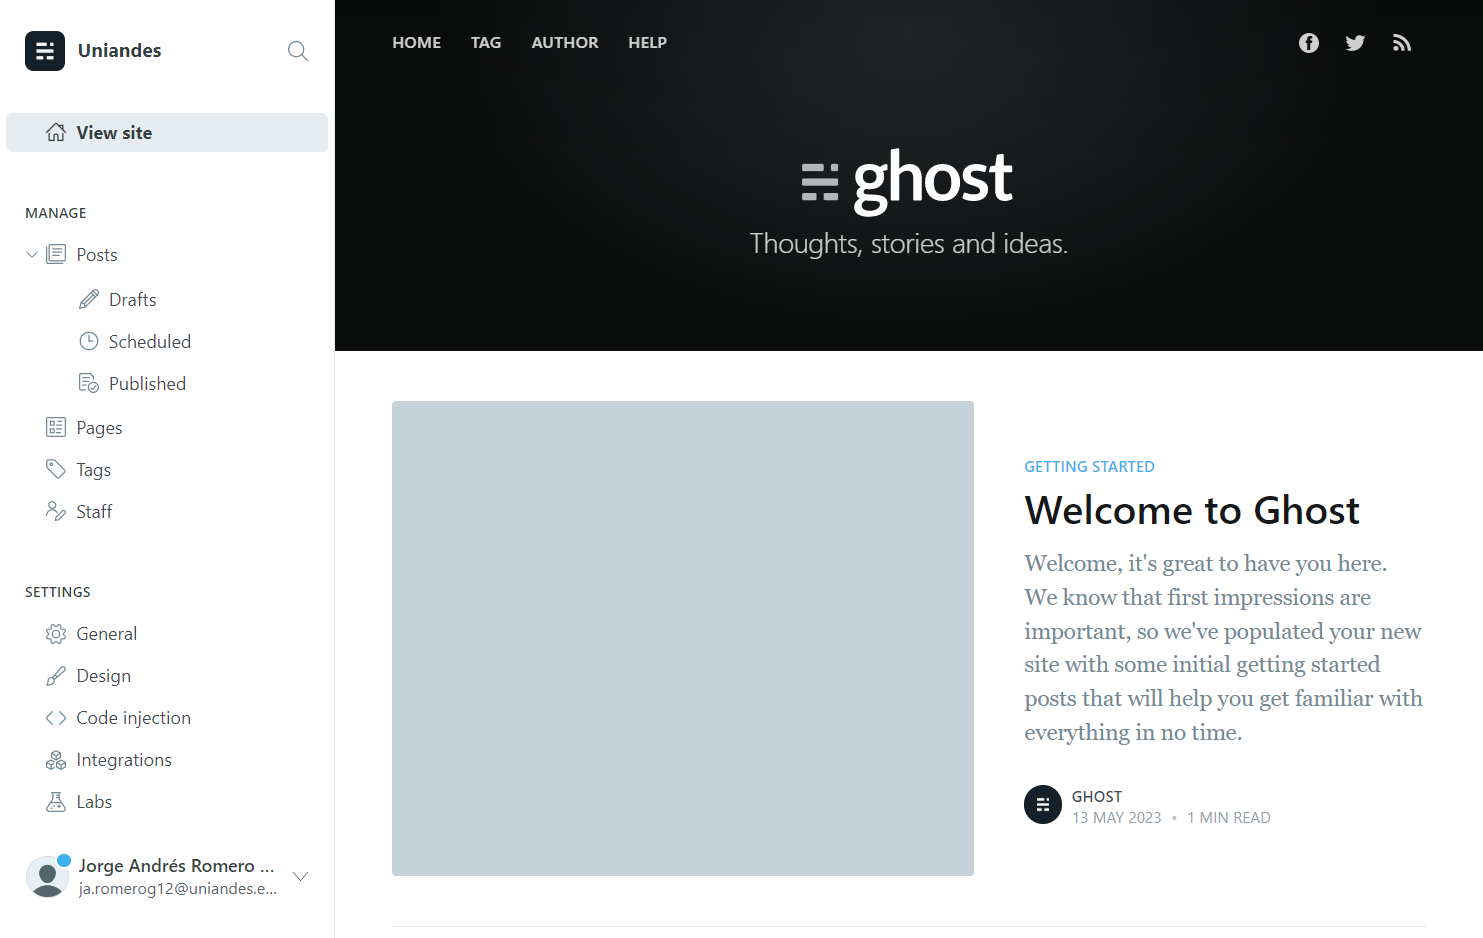 Uniandes
View site
MANAGE
Posts
Drafts
Scheduled
Published
Pages
Tags
Staff
SETTINGS
General
Design
Code injection
Integrations
Labs
Jorge Andrés Romero ...
ja.romerog12@uniandes.e...
HOME TAG AUTHOR HELP
ghost
Thoughts, stories and ideas.
GETTING STARTED
Welcome to Ghost
Welcome, it's great to have you here.
We know that first impressions are
important, so we've populated your new
site with some initial getting started
posts that will help you get familiar with
everything in no time.
GHOST
13 MAY 2023 • 1 MIN READ